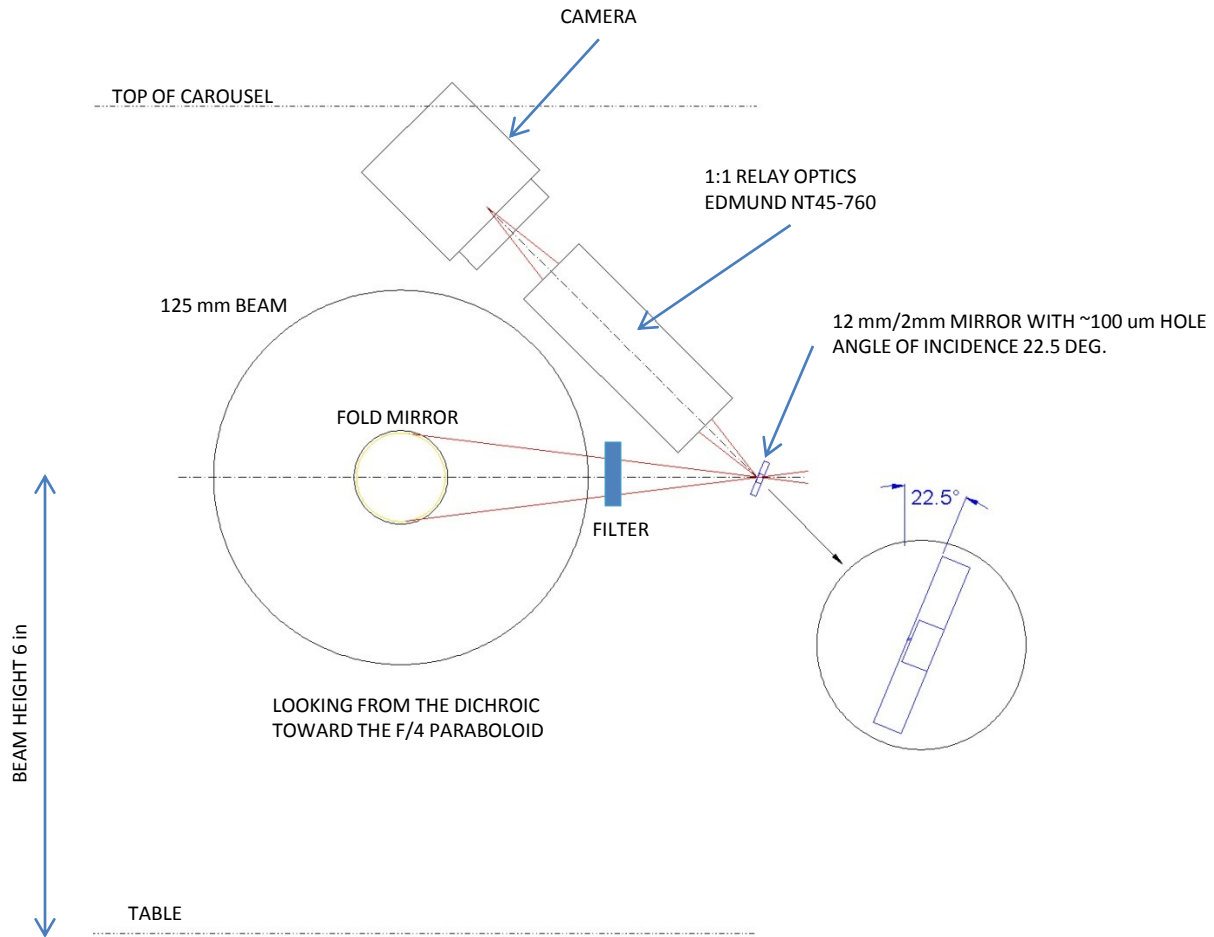 CAMERA
TOP OF CAROUSEL
1:1 RELAY OPTICS
EDMUND NT45-760
125 mm BEAM
12 mm/2mm MIRROR WITH ~100 um HOLE
ANGLE OF INCIDENCE 22.5 DEG.
FOLD MIRROR
22.5°
FILTER
BEAM HEIGHT 6 in
LOOKING FROM THE DICHROIC
TOWARD THE F/4 PARABOLOID
TABLE